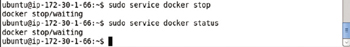 ubuntu@ip-172-30-1-66:~$ sudo service docker stop
docker stop/waiting
ubuntu@ip-172-30-1-66:~$ sudo service docker status
docker stop/waiting
ubuntu@ip-172-30-1-66:~$